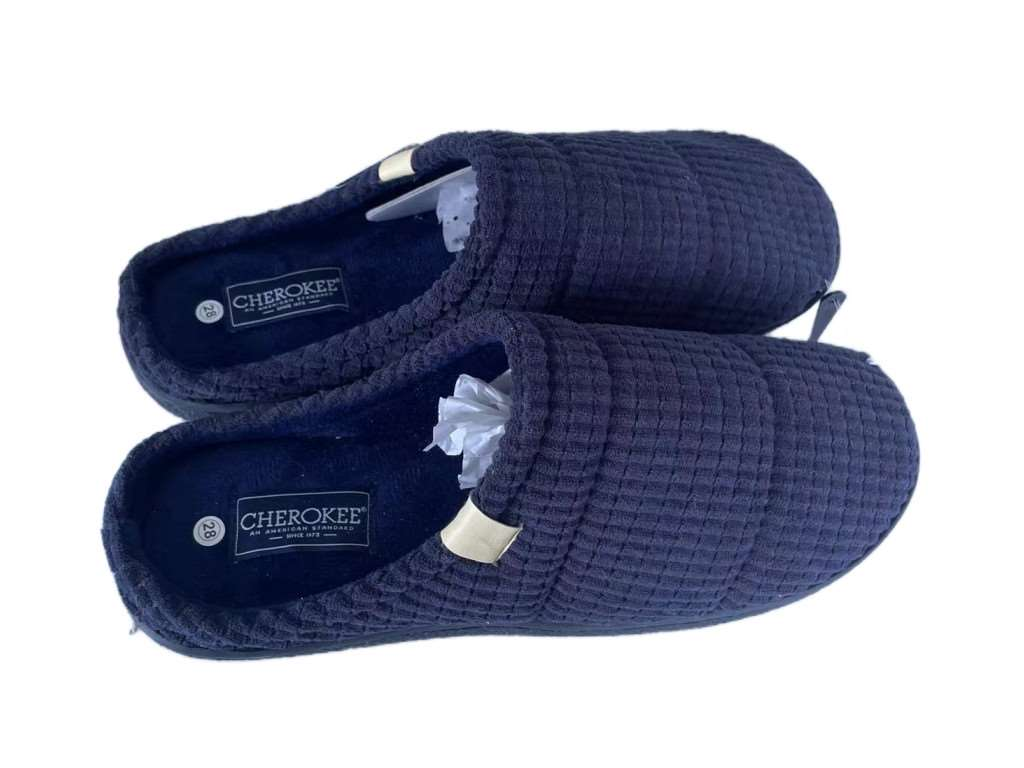 28
CHEROKEE®
AN AMERICAN STANDARD
SINCE 1973
28
CHEROKEE®
AN AMERICAN STANDARD
SINCE 1973